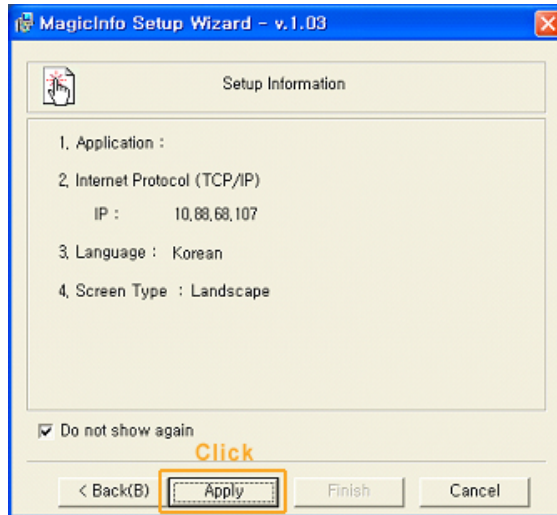 MagicInfo Setup Wizard - v.1.03
Setup Information
1. Application :
2. Internet Protocol (TCP/IP)
IP : 10.88.68.107
3. Language : Korean
4. Screen Type : Landscape
Do not show again
Click
< Back(B) Apply Finish Cancel